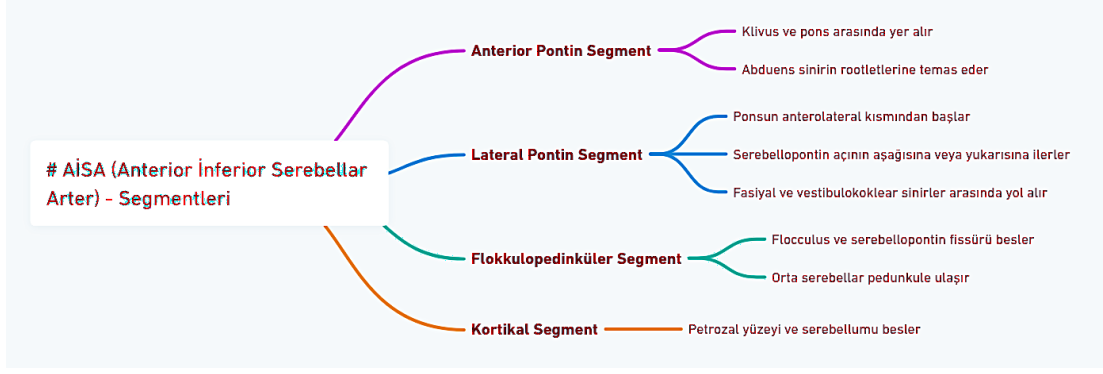 # AİSA (Anterior İnferior Serebellar
Arter) - Segmentleri
Anterior Pontin Segment
Klivus ve pons arasında yer alır
Abduens sinirin rootletlerine temas eder
Lateral Pontin Segment
Ponsun anterolateral kısmından başlar
Serebellopontin açının aşağısına veya yukarısına ilerler
Fasiyal ve vestibulokoklear sinirler arasında yol alır
Flokkulopedinküler Segment
Flocculus ve serebellopontin fissürü besler
Orta serebellar pedunkule ulaşır
Kortikal Segment
Petrozal yüzeyi ve serebellumu besler